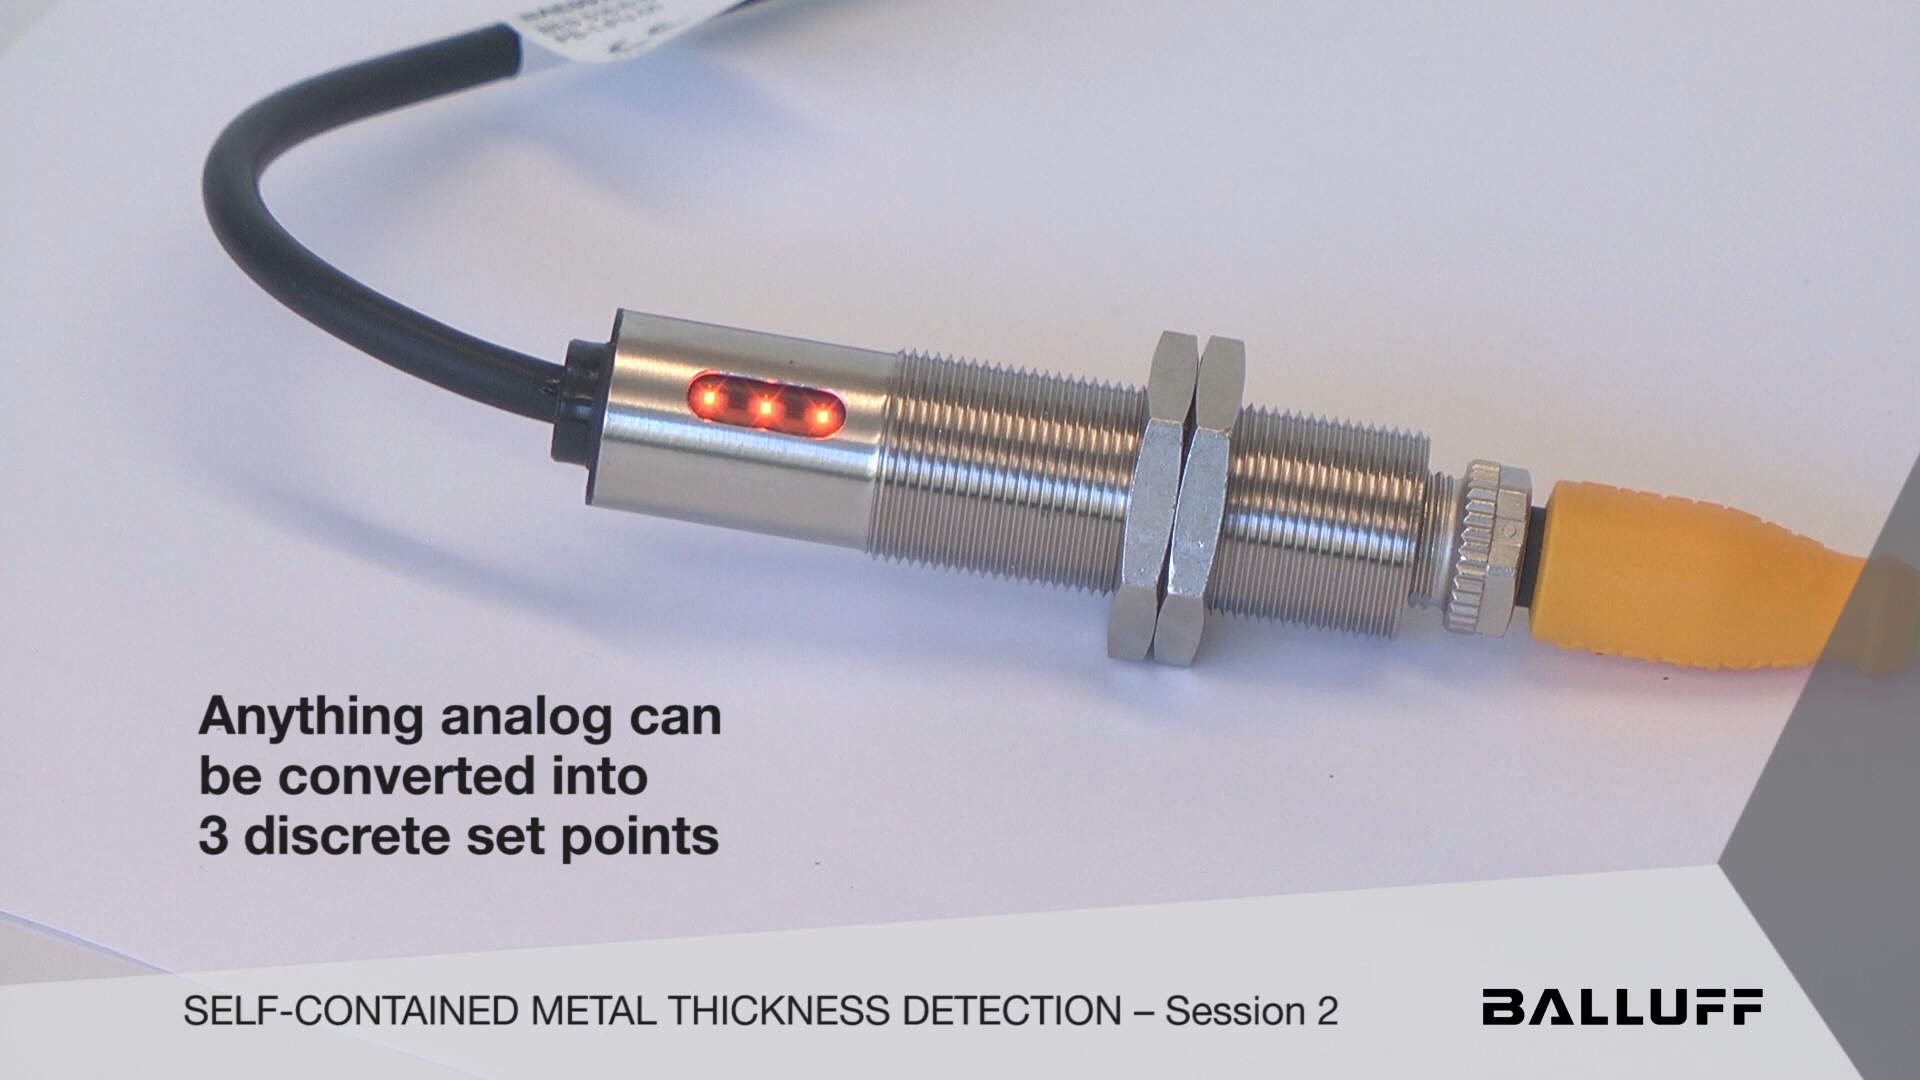 Anything analog can
be converted into
3 discrete set points
SELF-CONTAINED METAL THICKNESS DETECTION – Session 2
BALLUFF